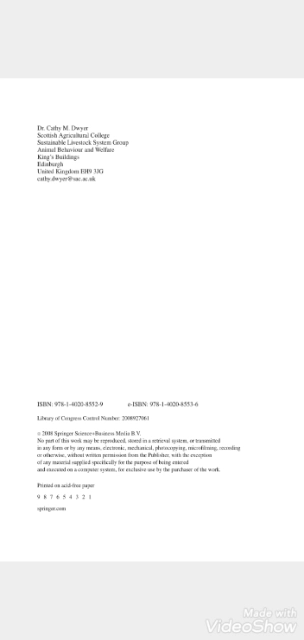 Dr. Cathy M. Dwyer
Scottish Agricultural College
Sustainable Livestock System Group
Animal Behaviour and Welfare
King's Buildings
Edinburgh
United Kingdom EH9 3JG
cathy.dwyer@sac.ac.uk
ISBN: 978-1-4020-8552-9 e-ISBN: 978-1-4020-8553-6
Library of Congress Control Number: 2008927061
© 2008 Springer Science+Business Media B.V.
No part of this work may be reproduced, stored in a retrieval system, or transmitted
in any form or by any means, electronic, mechanical, photocopying, microfilming, recording
or otherwise, without written permission from the Publisher, with the exception
of any material supplied specifically for the purpose of being entered
and executed on a computer system, for exclusive use by the purchaser of the work.
Printed on acid-free paper
9 8 7 6 5 4 3 2 1
springer.com
Made with
VideoShow